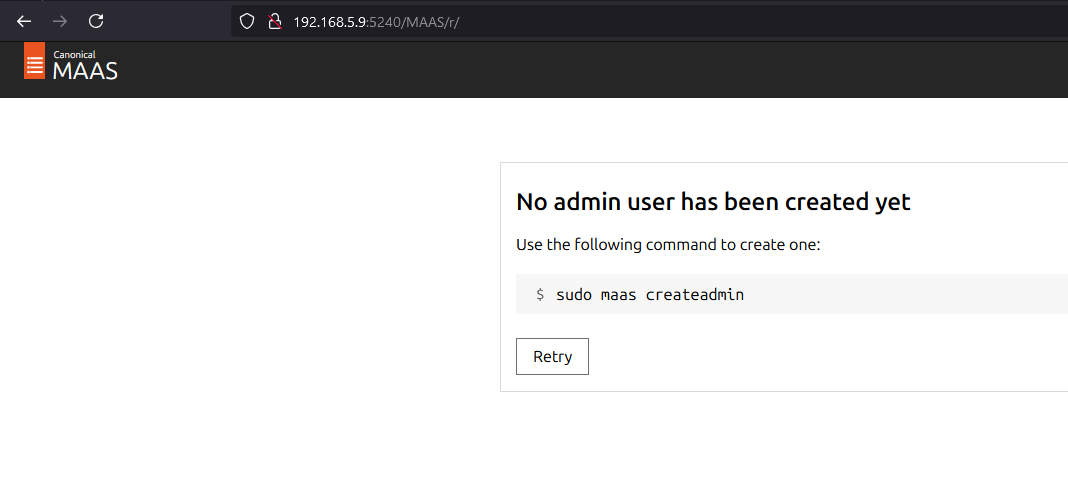 192.168.5.9:5240/MAAS/r/
Canonical
MAAS
No admin user has been created yet
Use the following command to create one:
$ sudo maas createadmin
Retry